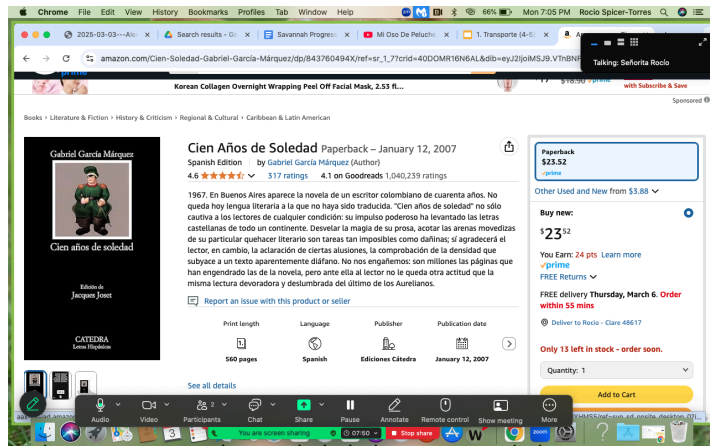 Chrome File Edit View History Bookmarks Profiles Tab Window Help
66% Mon 7:05 PM Rocio Spicer-Torres
2025-03-03---Ale
Search results - Go
Savannah Progress
Mi Oso De Peluche
1. Transporte (4-5
amazon.com/Cien-Soledad-Gabriel-García-Márquez/dp/843760494X/ref=sr_1_7?crid=40DOMR16N6AL&dib=eyJ2IjoiMSJ9.VTnBNF
Talking: Señorita Rocío
prime
Korean Collagen Overnight Wrapping Peel Off Facial Mask, 2.53 fl...
$18.90 prime
with Subscribe & Save
Sponsored
Books › Literature & Fiction › History & Criticism › Regional & Cultural › Caribbean & Latin American
Gabriel García Márquez
Cien años de soledad
Edición de
Jacques Joset
CATEDRA
Letras Hispánicas
Cien Años de Soledad Paperback – January 12, 2007
Spanish Edition by Gabriel García Márquez (Author)
4.6 317 ratings 4.1 on Goodreads 1,040,239 ratings
1967. En Buenos Aires aparece la novela de un escritor colombiano de cuarenta años. No
queda hoy lengua literaria a la que no haya sido traducida. "Cien años de soledad" no sólo
cautiva a los lectores de cualquier condición: su impulso poderoso ha levantado las letras
castellanas de todo un continente. Desvelar la magia de su prosa, acotar las arenas movedizas
de su particular quehacer literario son tareas tan imposibles como dañinas; sí agradecerá el
lector, en cambio, la aclaración de ciertas alusiones, la comprobación de la densidad que
subyace a un texto aparentemente diáfano. No nos engañemos: son millones las páginas que
han engendrado las de la novela, pero ante ella al lector no le queda otra actitud que la
misma lectura devoradora y deslumbrada del último de los Aurelianos.
Report an issue with this product or seller
Print length
560 pages
Language
Spanish
Publisher
Ediciones Cátedra
Publication date
January 12, 2007
See all details
Paperback
$23.52
prime
Other Used and New from $3.88
Buy new:
$23 52
You Earn: 24 pts Learn more
prime
FREE Returns
FREE delivery Thursday, March 6. Order
within 55 mins
Deliver to Rocio - Clare 48617
Only 13 left in stock - order soon.
Quantity: 1
Add to Cart
Audio
Video
Participants 2
Chat
Share
Pause
Annotate
Remote control
Show meeting
More
You are screen sharing
07:50
Stop share
3
zoom